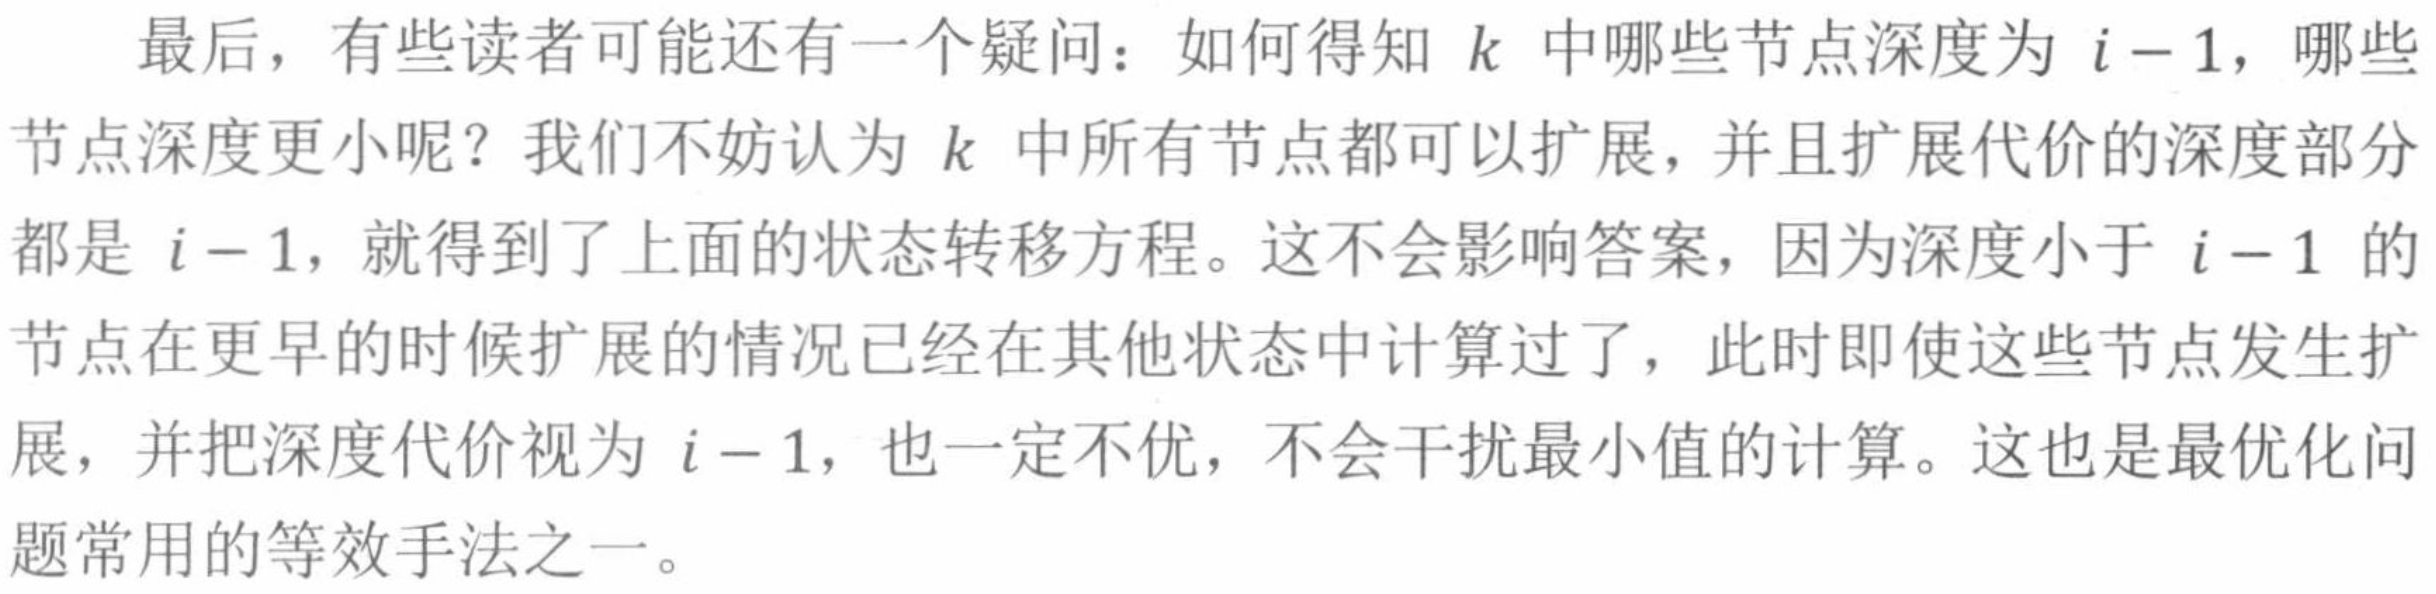 最后，有些读者可能还有一个疑问：如何得知 k 中哪些节点深度为 i − 1，哪些
节点深度更小呢？我们不妨认为 k 中所有节点都可以扩展，并且扩展代价的深度部分
都是 i − 1，就得到了上面的状态转移方程。这不会影响答案，因为深度小于 i − 1 的
节点在更早的时候扩展的情况已经在其他状态中计算过了，此时即使这些节点发生扩
展，并把深度代价视为 i − 1，也一定不优，不会干扰最小值的计算。这也是最优化问
题常用的等效手法之一。